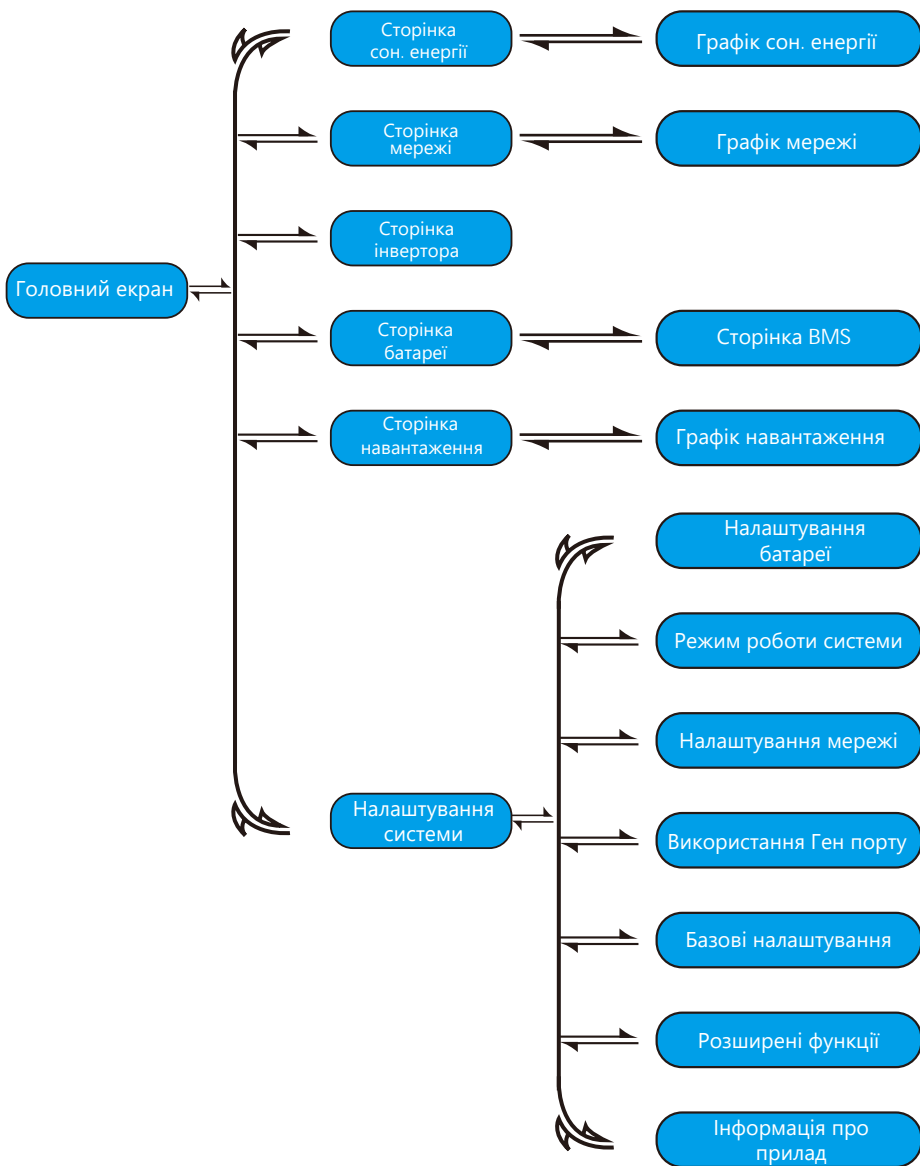 Сторінка
сон. енергії
Графік сон. енергії
Сторінка
мережі
Графік мережі
Сторінка
інвертора
Головний екран
Сторінка
батареї
Сторінка BMS
Сторінка
навантаження
Графік навантаження
Налаштування
батареї
Режим роботи системи
Налаштування мережі
Налаштування
системи
Використання Ген порту
Базові налаштування
Розширені функції
Інформація про
прилад